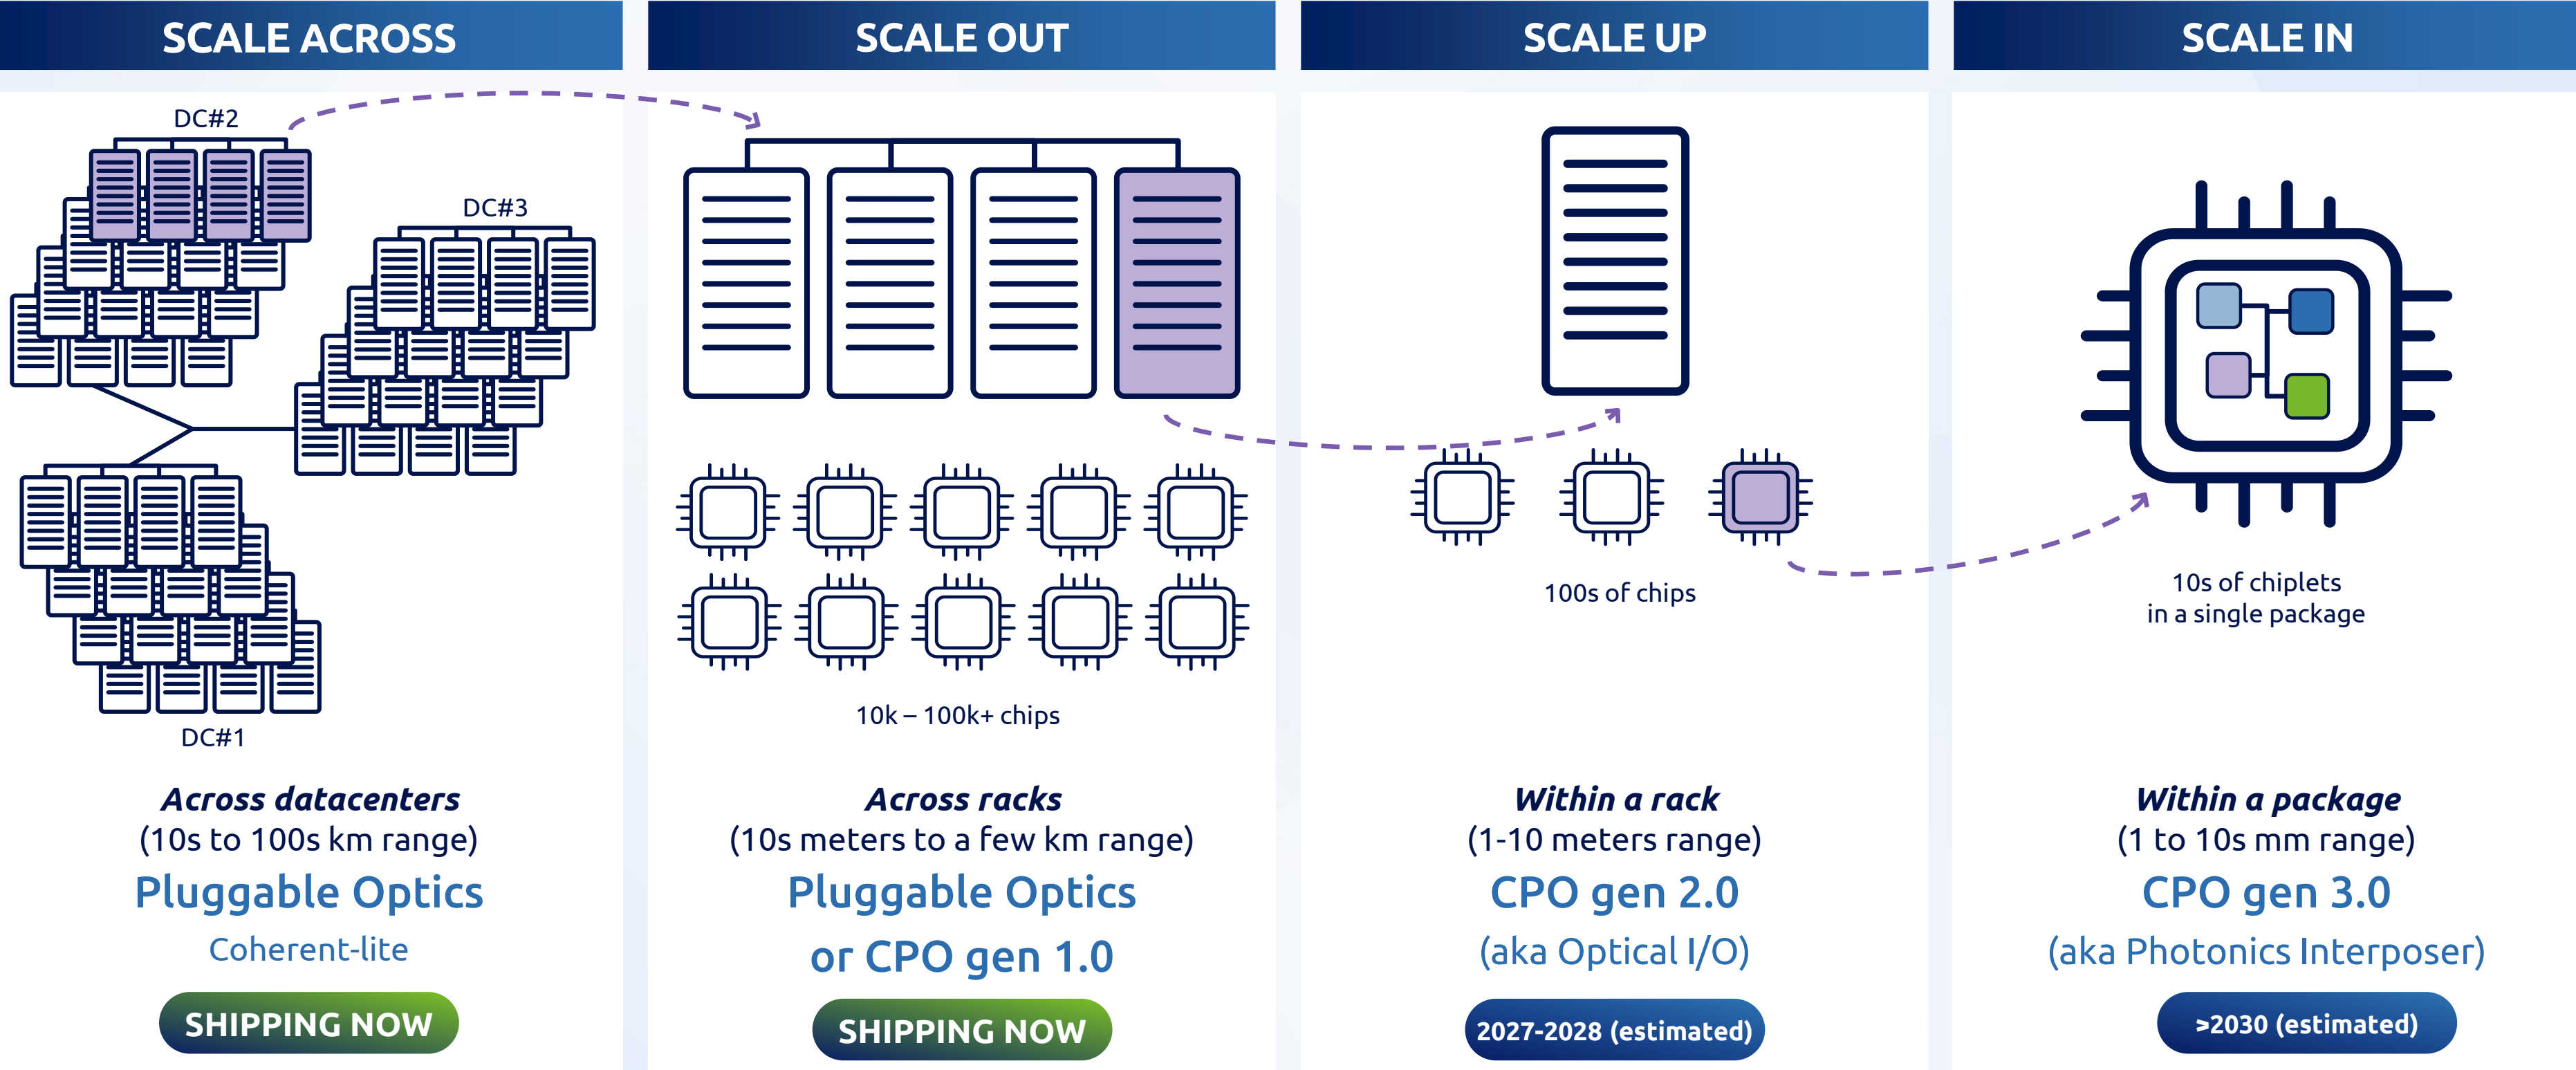 SCALE ACROSS
DC#2
DC#3
DC#1
Across datacenters
(10s to 100s km range)
Pluggable Optics
Coherent-lite
SHIPPING NOW
SCALE OUT
10k – 100k+ chips
Across racks
(10s meters to a few km range)
Pluggable Optics
or CPO gen 1.0
SHIPPING NOW
SCALE UP
100s of chips
Within a rack
(1-10 meters range)
CPO gen 2.0
(aka Optical I/O)
2027-2028 (estimated)
SCALE IN
10s of chiplets
in a single package
Within a package
(1 to 10s mm range)
CPO gen 3.0
(aka Photonics Interposer)
⩾2030 (estimated)